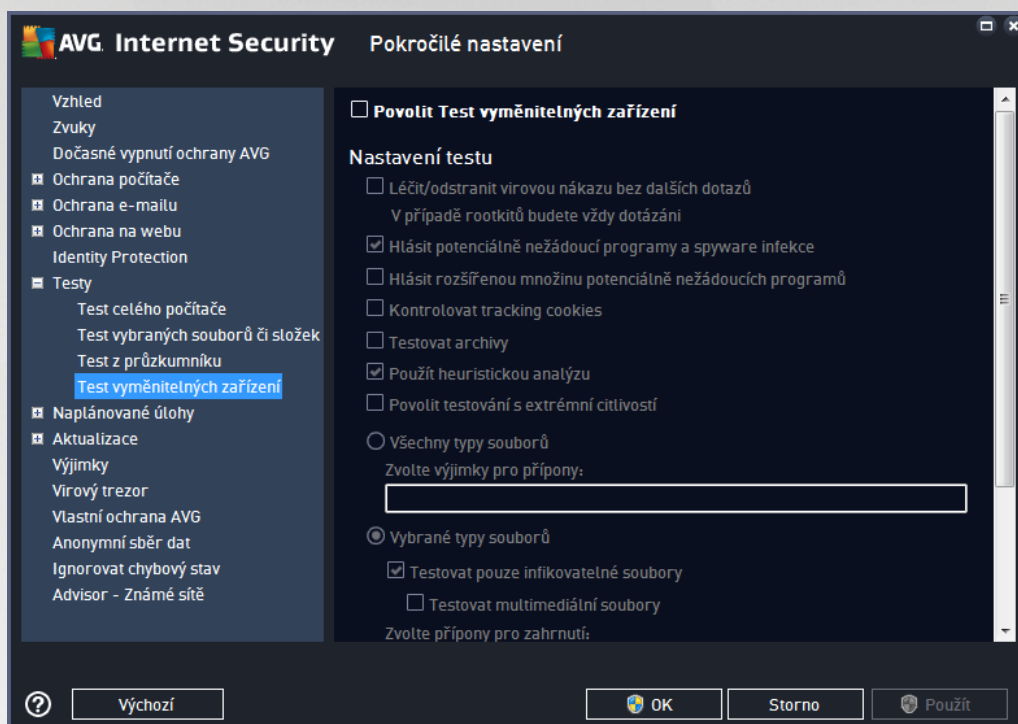 AVG. Internet Security Pokročilé nastavení
Vzhled
Zvuky
Dočasné vypnutí ochrany AVG
Ochrana počítače
Ochrana e-mailu
Ochrana na webu
Identity Protection
Testy
Test celého počítače
Test vybraných souborů či složek
Test z průzkumníku
Test vyměnitelných zařízení
Naplánované úlohy
Aktualizace
Výjimky
Virový trezor
Vlastní ochrana AVG
Anonymní sběr dat
Ignorovat chybový stav
Advisor - Známé sítě
Povolit Test vyměnitelných zařízení
Nastavení testu
Léčit/odstranit virovou nákazu bez dalších dotazů
V případě rootkitů budete vždy dotázáni
Hlásit potenciálně nežádoucí programy a spyware infekce
Hlásit rozšířenou množinu potenciálně nežádoucích programů
Kontrolovat tracking cookies
Testovat archivy
Použít heuristickou analýzu
Povolit testování s extrémní citlivostí
Všechny typy souborů
Zvolte výjimky pro přípony:
Vybrané typy souborů
Testovat pouze infikovatelné soubory
Testovat multimediální soubory
Zvolte přípony pro zahrnutí:
Výchozí
OK
Storno
Použít